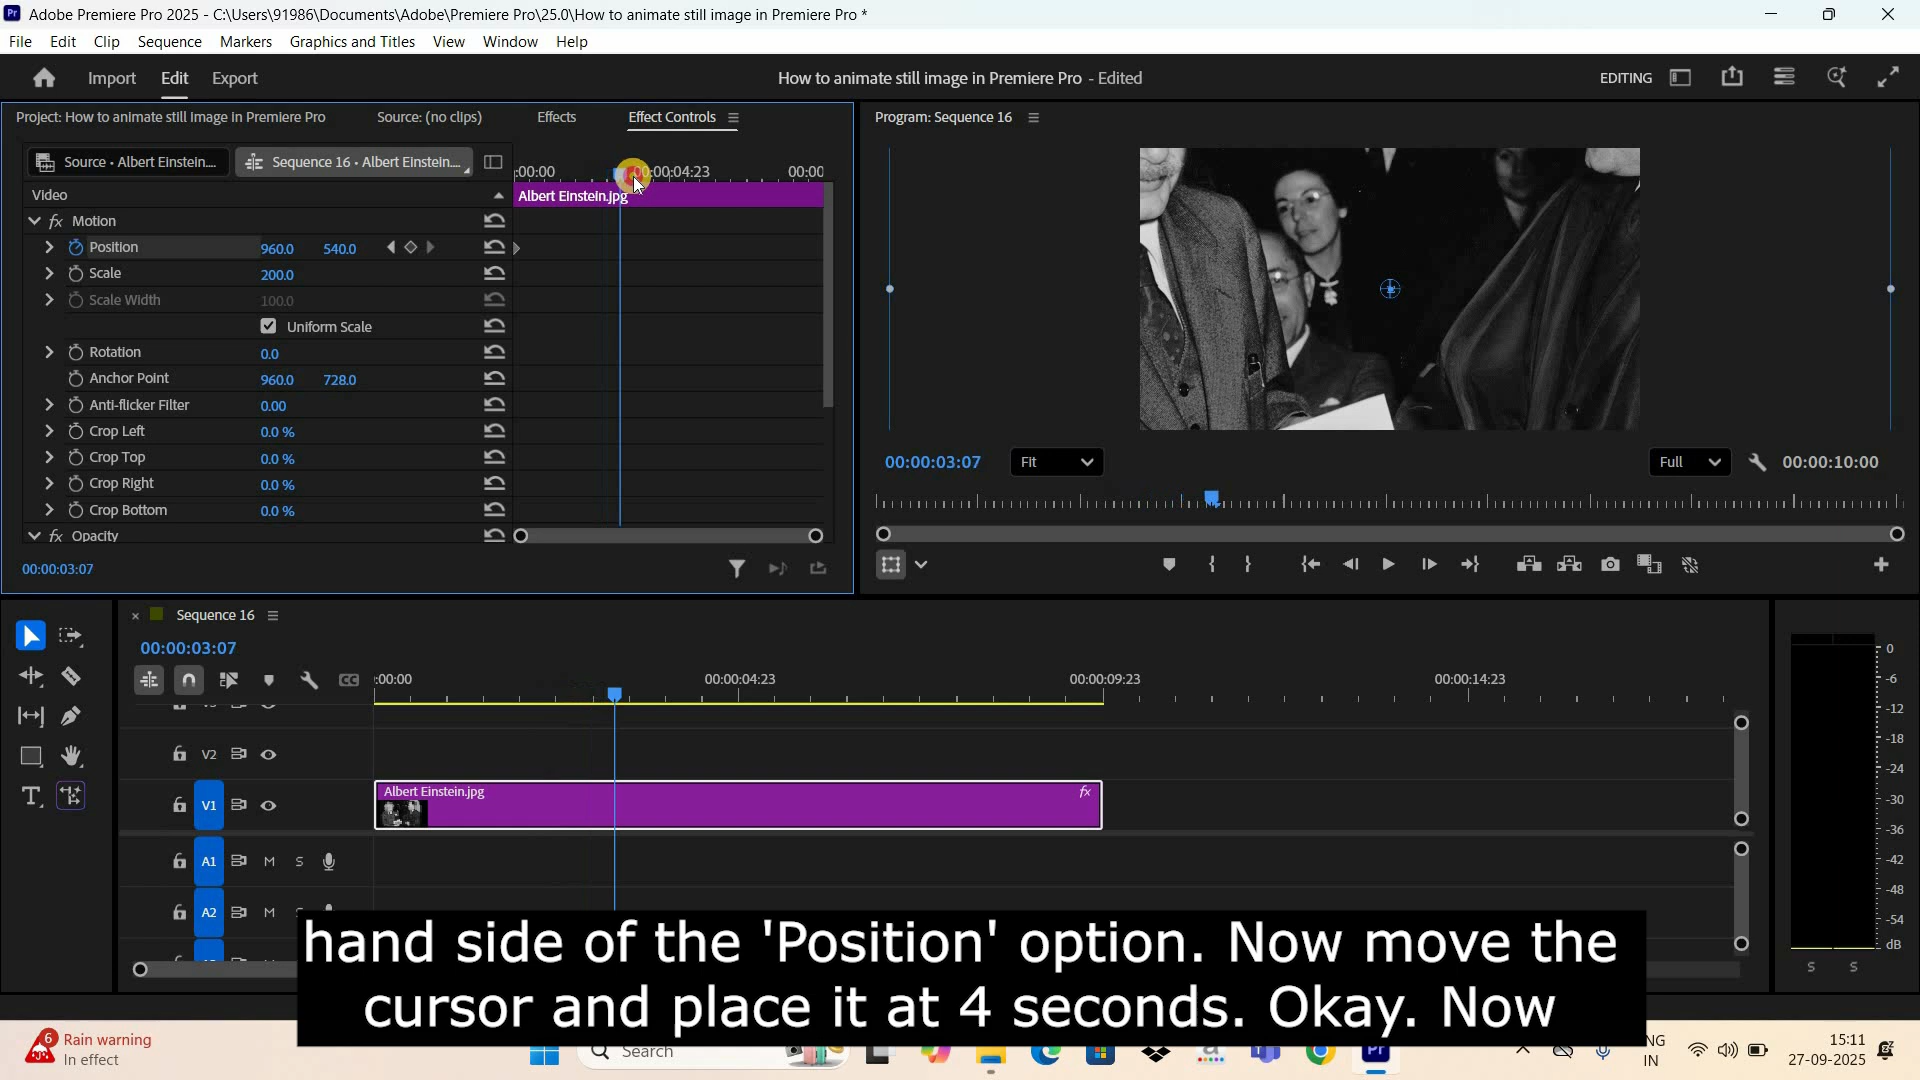 Adobe Premiere Pro 2025 - C:\Users\91986\Documents\Adobe\Premiere Pro\25.0\How to animate still image in Premiere Pro *
File Edit Clip Sequence Markers Graphics and Titles View Window Help
Import Edit Export
How to animate still image in Premiere Pro - Edited
EDITING
Project: How to animate still Image in Premiere Pro
Source: (no clips)
Effects
Effect Controls
Program: Sequence 16
Source • Albert Einstein....
Sequence 16 • Albert Einstein....
:00:00
00:00:04:23
00:00
Video
Albert Einstein.jpg
fx Motion
Position 960.0 540.0
Scale 200.0
Scale Width 100.0
Uniform Scale
Rotation 0.0
Anchor Point 960.0 728.0
Anti-flicker Filter 0.00
Crop Left 0.0 %
Crop Top 0.0 %
Crop Right 0.0 %
Crop Bottom 0.0 %
fx Opacity
00:00:03:07
00:00:03:07
Fit
Full
00:00:10:00
Sequence 16
00:00:03:07
:00:00
00:00:04:23
00:00:09:23
00:00:14:23
V2
V1
Albert Einstein.jpg
fx
A1 M S
A2 M
0
-6
-12
-18
-24
-30
-36
-42
-48
-54
dB
S S
hand side of the 'Position' option. Now move the
cursor and place it at 4 seconds. Okay. Now
6
Rain warning
In effect
Search
NG
IN
15:11
27-09-2025